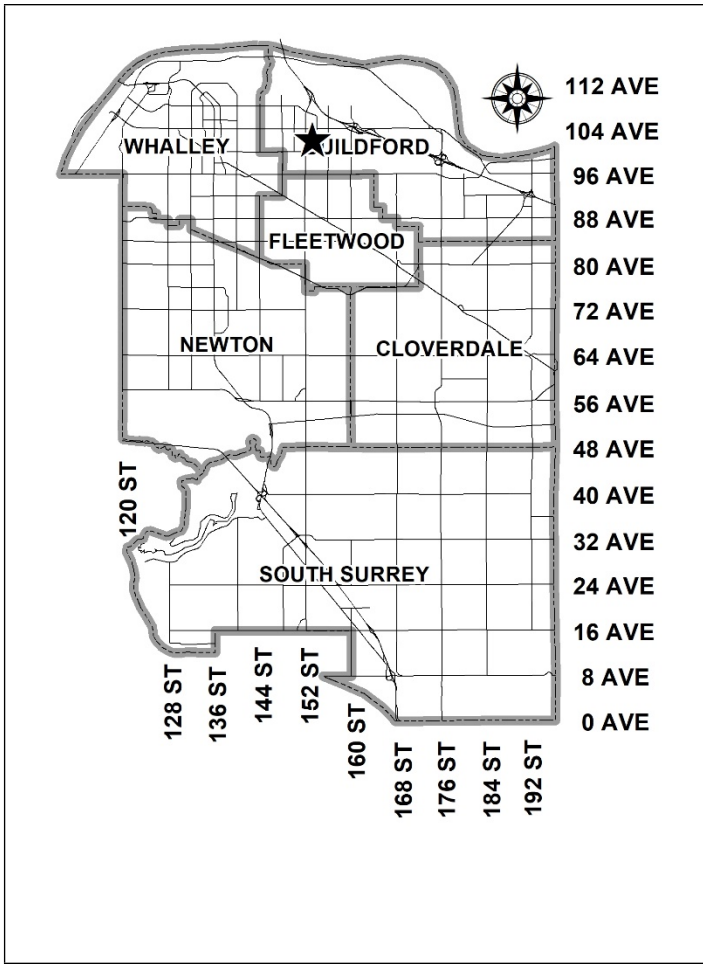 112 AVE
104 AVE
WHALLEY
JILDFORD
96 AVE
88 AVE
FLEETWOOD
80 AVE
72 AVE
NEWTON
CLOVERDALE
64 AVE
56 AVE
48 AVE
120 ST
40 AVE
32 AVE
SOUTH SURREY
24 AVE
16 AVE
8 AVE
0 AVE
128 ST
136 ST
144 ST
152 ST
160 ST
168 ST
176 ST
184 ST
192 ST